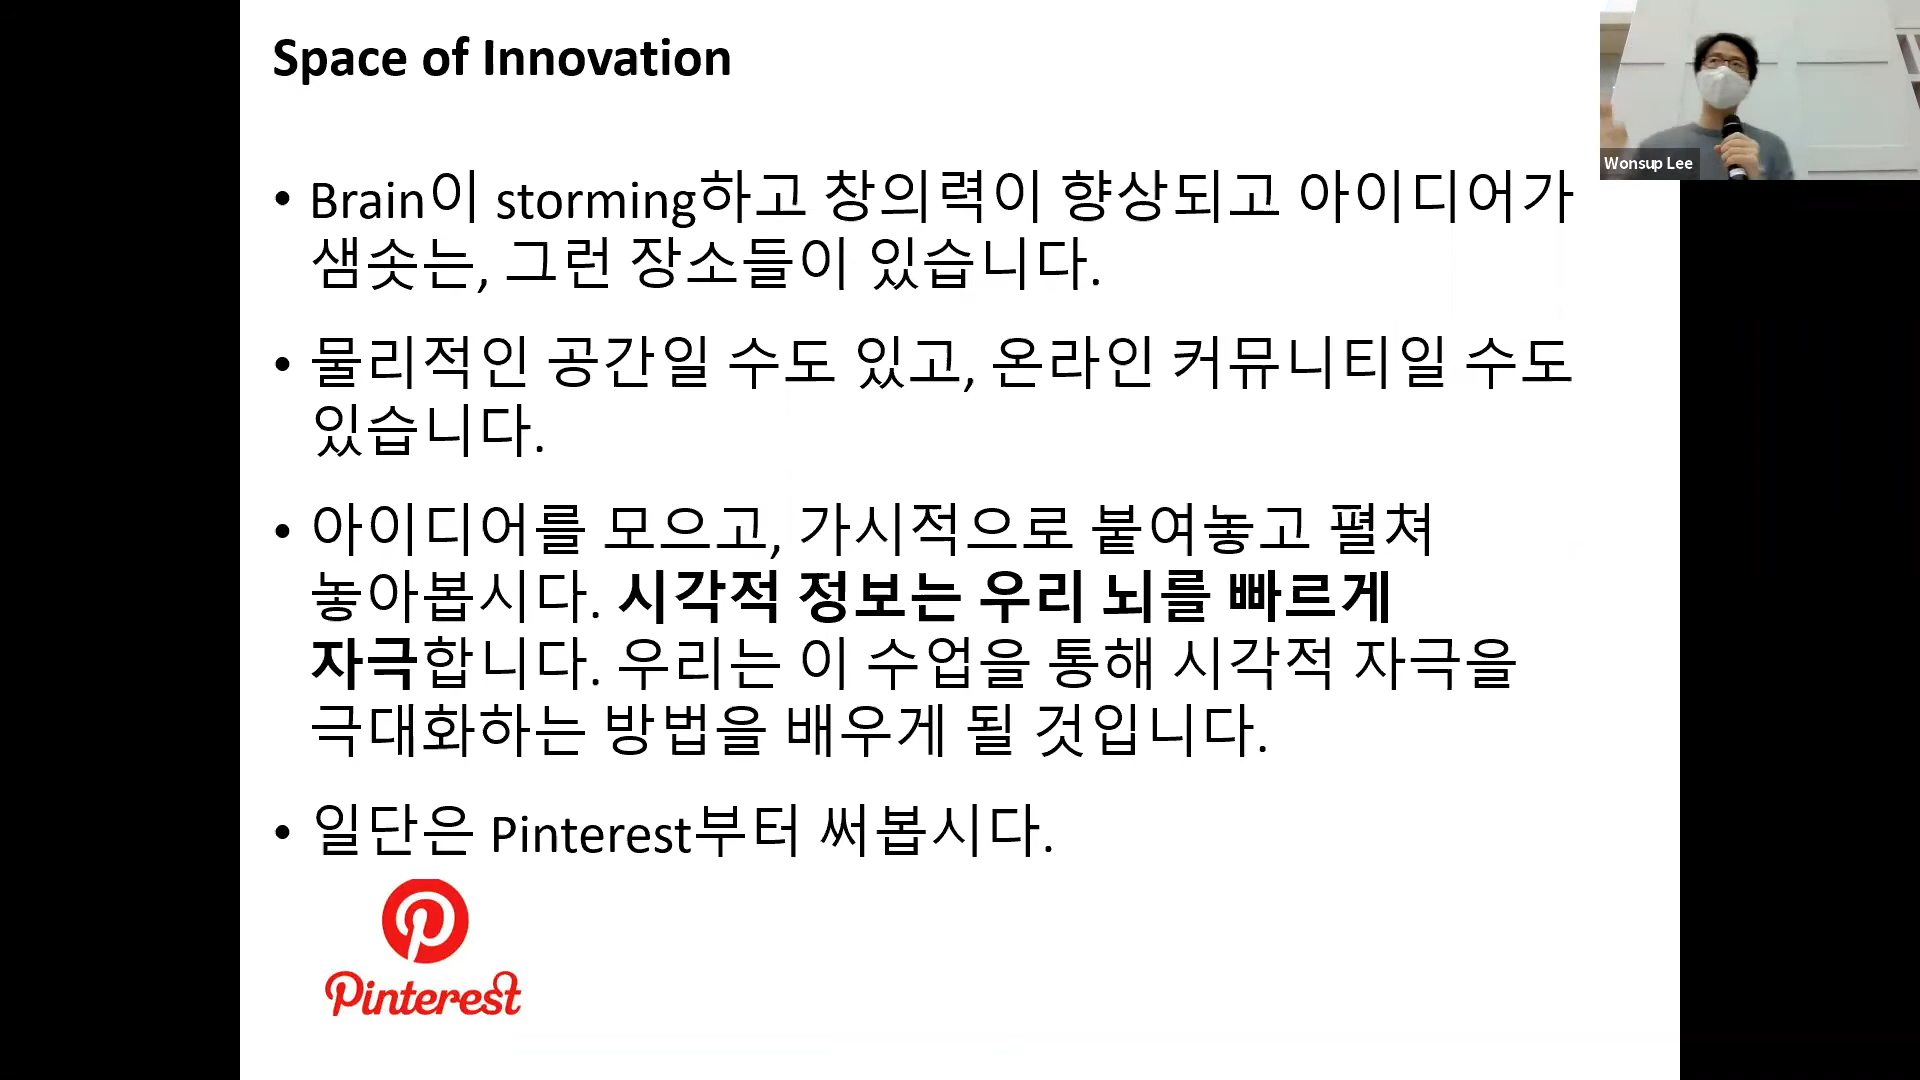 Space of Innovation
Wonsup Lee
• Brain이 storming하고 창의력이 향상되고 아이디어가
샘솟는, 그런 장소들이 있습니다.
• 물리적인 공간일 수도 있고, 온라인 커뮤니티일 수도
있습니다.
• 아이디어를 모으고, 가시적으로 붙여놓고 펼쳐
놓아봅시다. 시각적 정보는 우리 뇌를 빠르게
자극합니다. 우리는 이 수업을 통해 시각적 자극을
극대화하는 방법을 배우게 될 것입니다.
• 일단은 Pinterest부터 써봅시다.
Pinterest